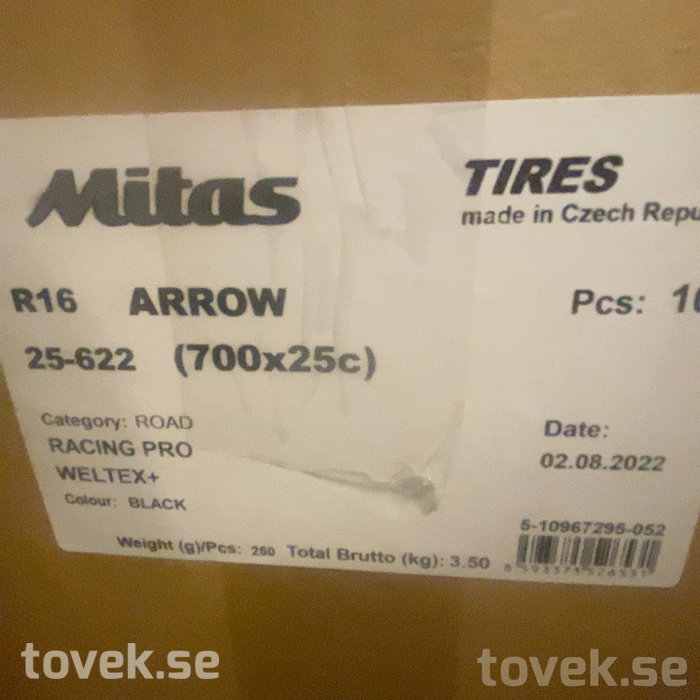 Mitas
TIRES
made in Czech Repu
R16 ARROW
Pcs: 10
25-622 (700x25c)
Category: ROAD
RACING PRO
WELTEX+
Colour: BLACK
Date:
02.08.2022
Weight (g)/Pcs: 250 Total Brutto (kg): 3.50
5-10967295-052
tovek.se
tovek.se